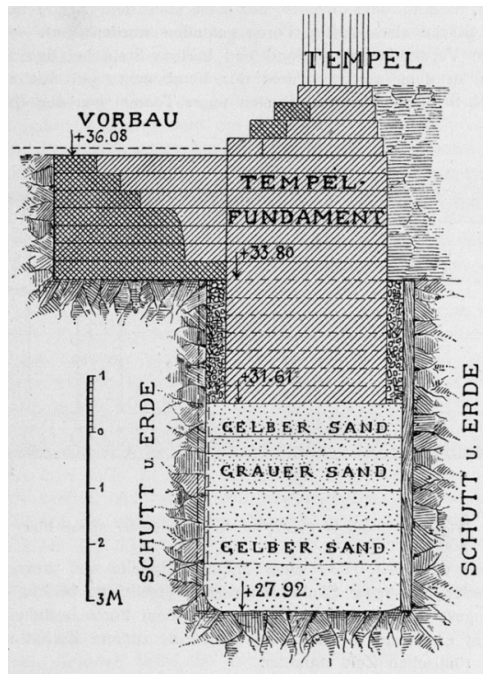 TEMPEL
VORBAU
+36.08
TEMPEL-
FUNDAMENT
+33.80
+31.61
GELBER SAND
GRAUER SAND
GELBER SAND
+27.92
SCHUTT u. ERDE
SCHUTT u. ERDE
1
0
1
2
3M